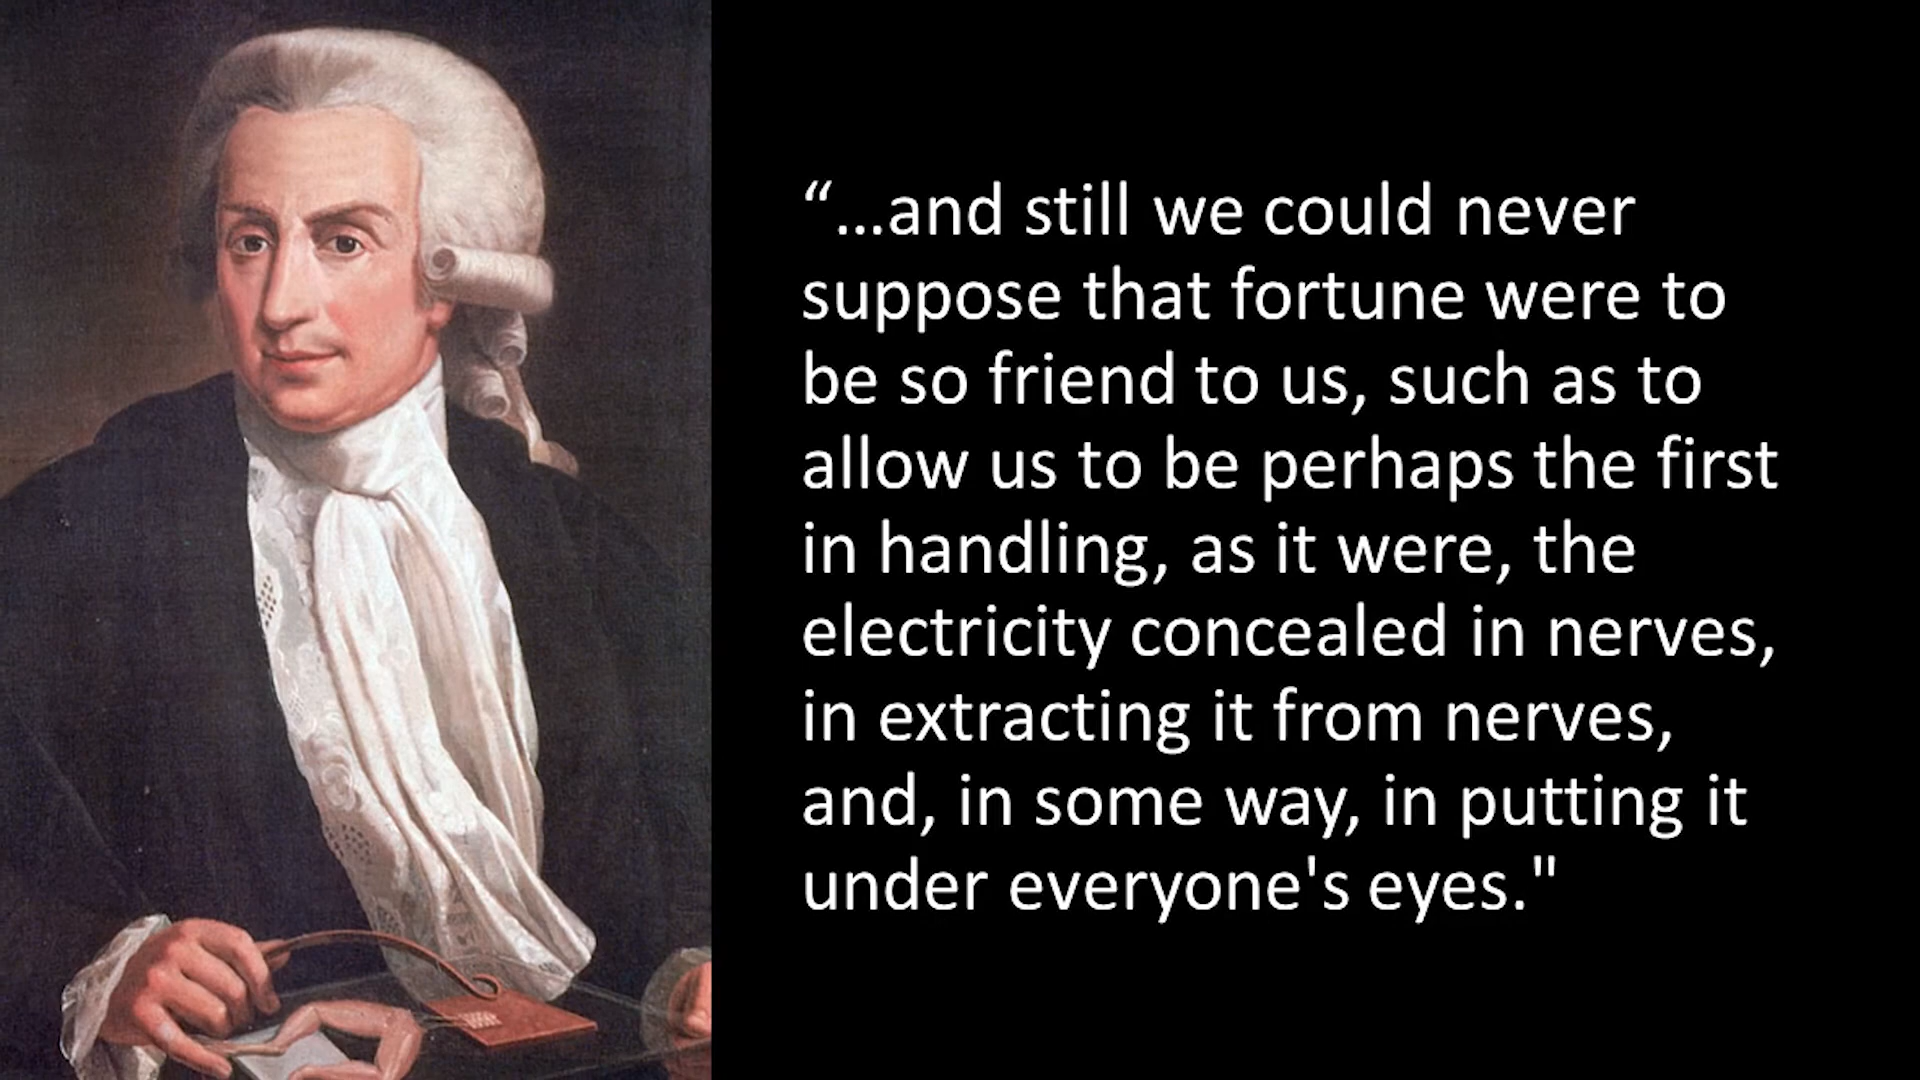 “...and still we could never
suppose that fortune were to
be so friend to us, such as to
allow us to be perhaps the first
in handling, as it were, the
electricity concealed in nerves,
in extracting it from nerves,
and, in some way, in putting it
under everyone's eyes."